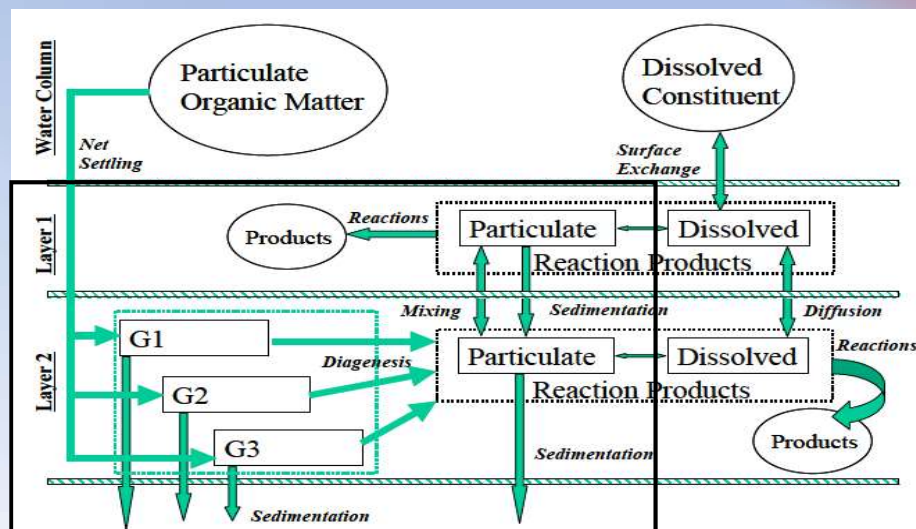 Water Column
Particulate
Organic Matter
Dissolved
Constituent
Net
Settling
Surface
Exchange
Layer 1
Products
Reactions
Particulate
Dissolved
Reaction Products
Mixing
Sedimentation
Diffusion
Layer 2
G1
G2
G3
Diagenesis
Particulate
Dissolved
Reaction Products
Reactions
Products
Sedimentation
Sedimentation